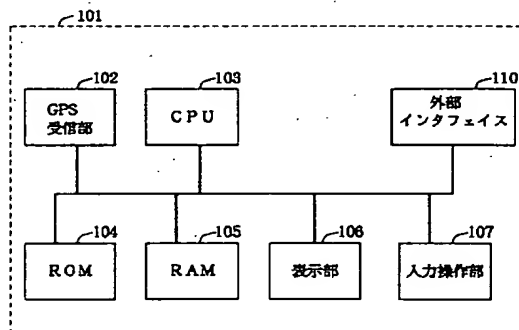 101
102
103
110
GPS
受信部
CPU
外部
インタフェイス
104
105
106
107
ROM
RAM
表示部
入力操作部